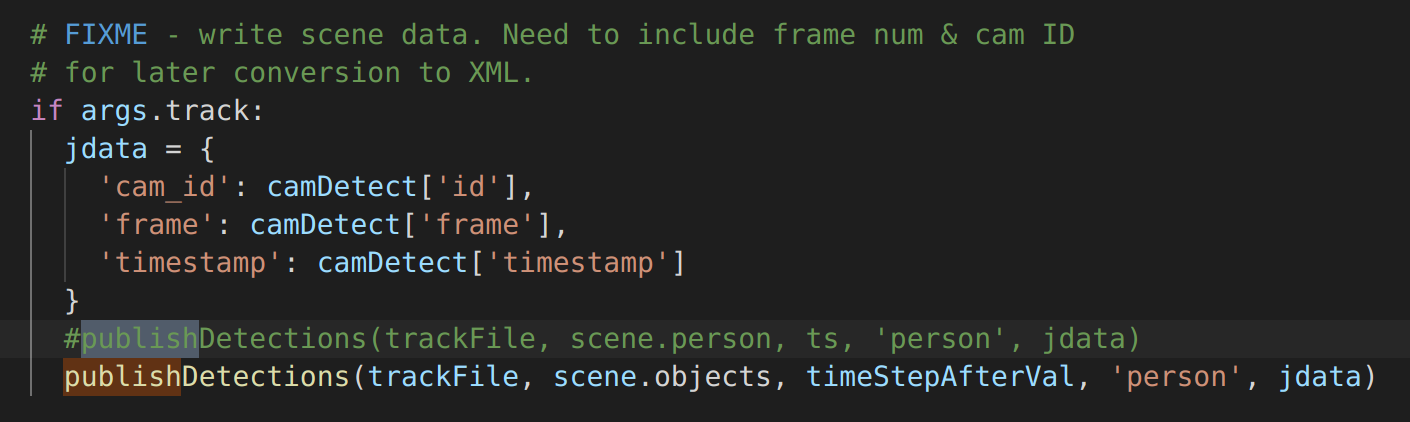 # FIXME - write scene data. Need to include frame num & cam ID
# for later conversion to XML.
if args.track:
  jdata = {
    'cam_id': camDetect['id'],
    'frame': camDetect['frame'],
    'timestamp': camDetect['timestamp']
  }
  #publishDetections(trackFile, scene.person, ts, 'person', jdata)
  publishDetections(trackFile, scene.objects, timeStepAfterVal, 'person', jdata)